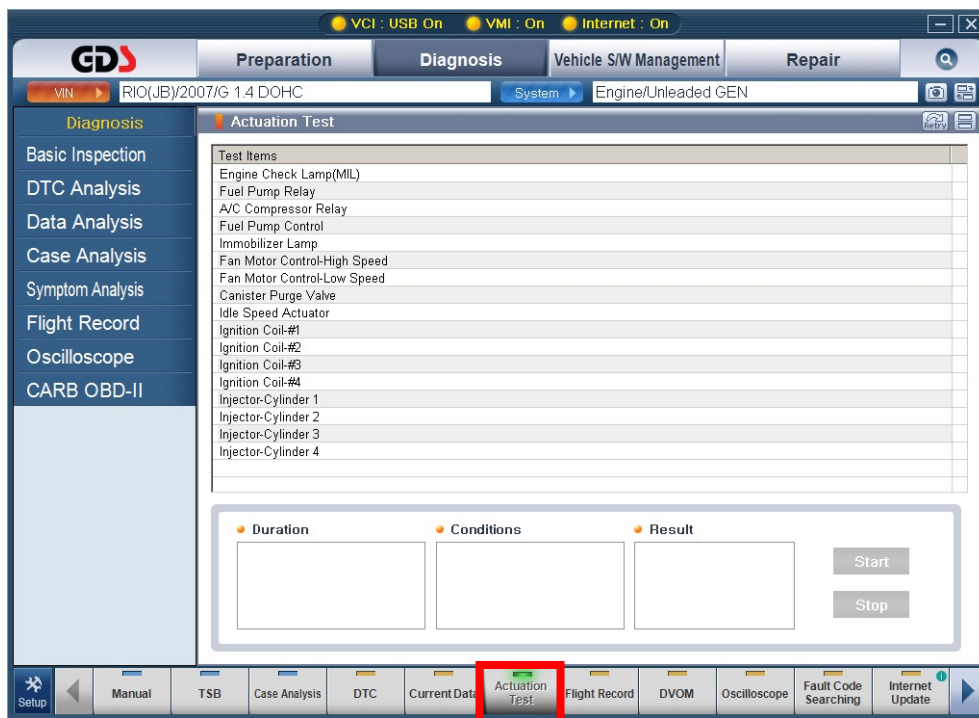 VCI : USB On VMI : On Internet : On
GDS Preparation Diagnosis Vehicle S/W Management Repair
VIN RIO(JB)/2007/G 1.4 DOHC System Engine/Unleaded GEN
Diagnosis
Basic Inspection
DTC Analysis
Data Analysis
Case Analysis
Symptom Analysis
Flight Record
Oscilloscope
CARB OBD-II
Actuation Test
Retry
Test Items
Engine Check Lamp(MIL)
Fuel Pump Relay
A/C Compressor Relay
Fuel Pump Control
Immobilizer Lamp
Fan Motor Control-High Speed
Fan Motor Control-Low Speed
Canister Purge Valve
Idle Speed Actuator
Ignition Coil-#1
Ignition Coil-#2
Ignition Coil-#3
Ignition Coil-#4
Injector-Cylinder 1
Injector-Cylinder 2
Injector-Cylinder 3
Injector-Cylinder 4
Duration Conditions Result
Start
Stop
Setup
Manual
TSB
Case Analysis
DTC
Current Data
Actuation
Test
Flight Record
DVOM
Oscilloscope
Fault Code
Searching
Internet
Update